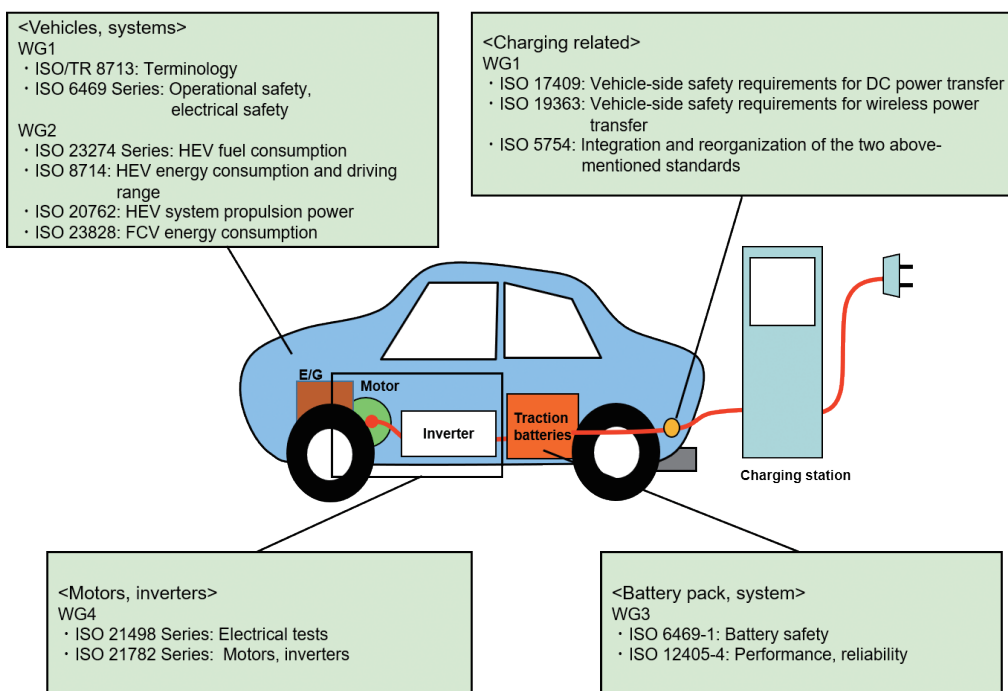 <Vehicles, systems>
WG1
・ISO/TR 8713: Terminology
・ISO 6469 Series: Operational safety,
electrical safety
WG2
・ISO 23274 Series: HEV fuel consumption
・ISO 8714: HEV energy consumption and driving
range
・ISO 20762: HEV system propulsion power
・ISO 23828: FCV energy consumption
<Charging related>
WG1
・ISO 17409: Vehicle-side safety requirements for DC power transfer
・ISO 19363: Vehicle-side safety requirements for wireless power
transfer
・ISO 5754: Integration and reorganization of the two above-
mentioned standards
E/G
Motor
Inverter
Traction
batteries
Charging station
<Motors, inverters>
WG4
・ISO 21498 Series: Electrical tests
・ISO 21782 Series:  Motors, inverters
<Battery pack, system>
WG3
・ISO 6469-1: Battery safety
・ISO 12405-4: Performance, reliability